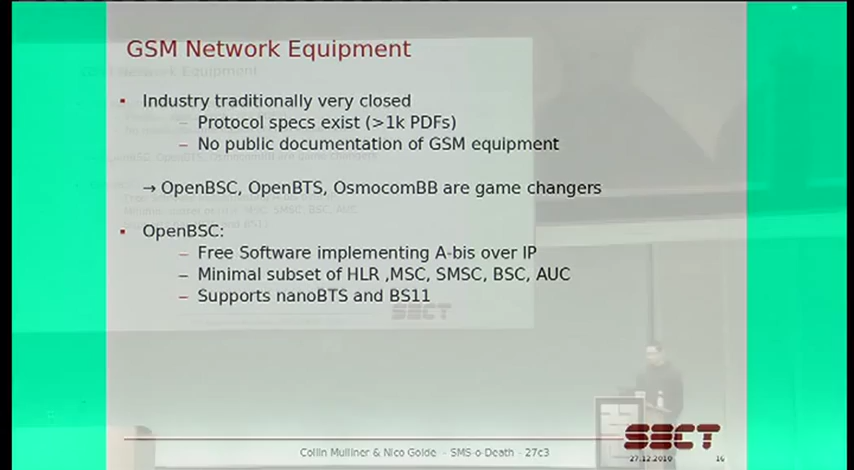 GSM Network Equipment
▪ Industry traditionally very closed
– Protocol specs exist (>1k PDFs)
– No public documentation of GSM equipment
→ OpenBSC, OpenBTS, OsmocomBB are game changers
▪ OpenBSC:
– Free Software implementing A-bis over IP
– Minimal subset of HLR ,MSC, SMSC, BSC, AUC
– Supports nanoBTS and BS11
Collin Mulliner & Nico Golde - SMS-o-Death - 27c3
SECT
27.12.2010 16